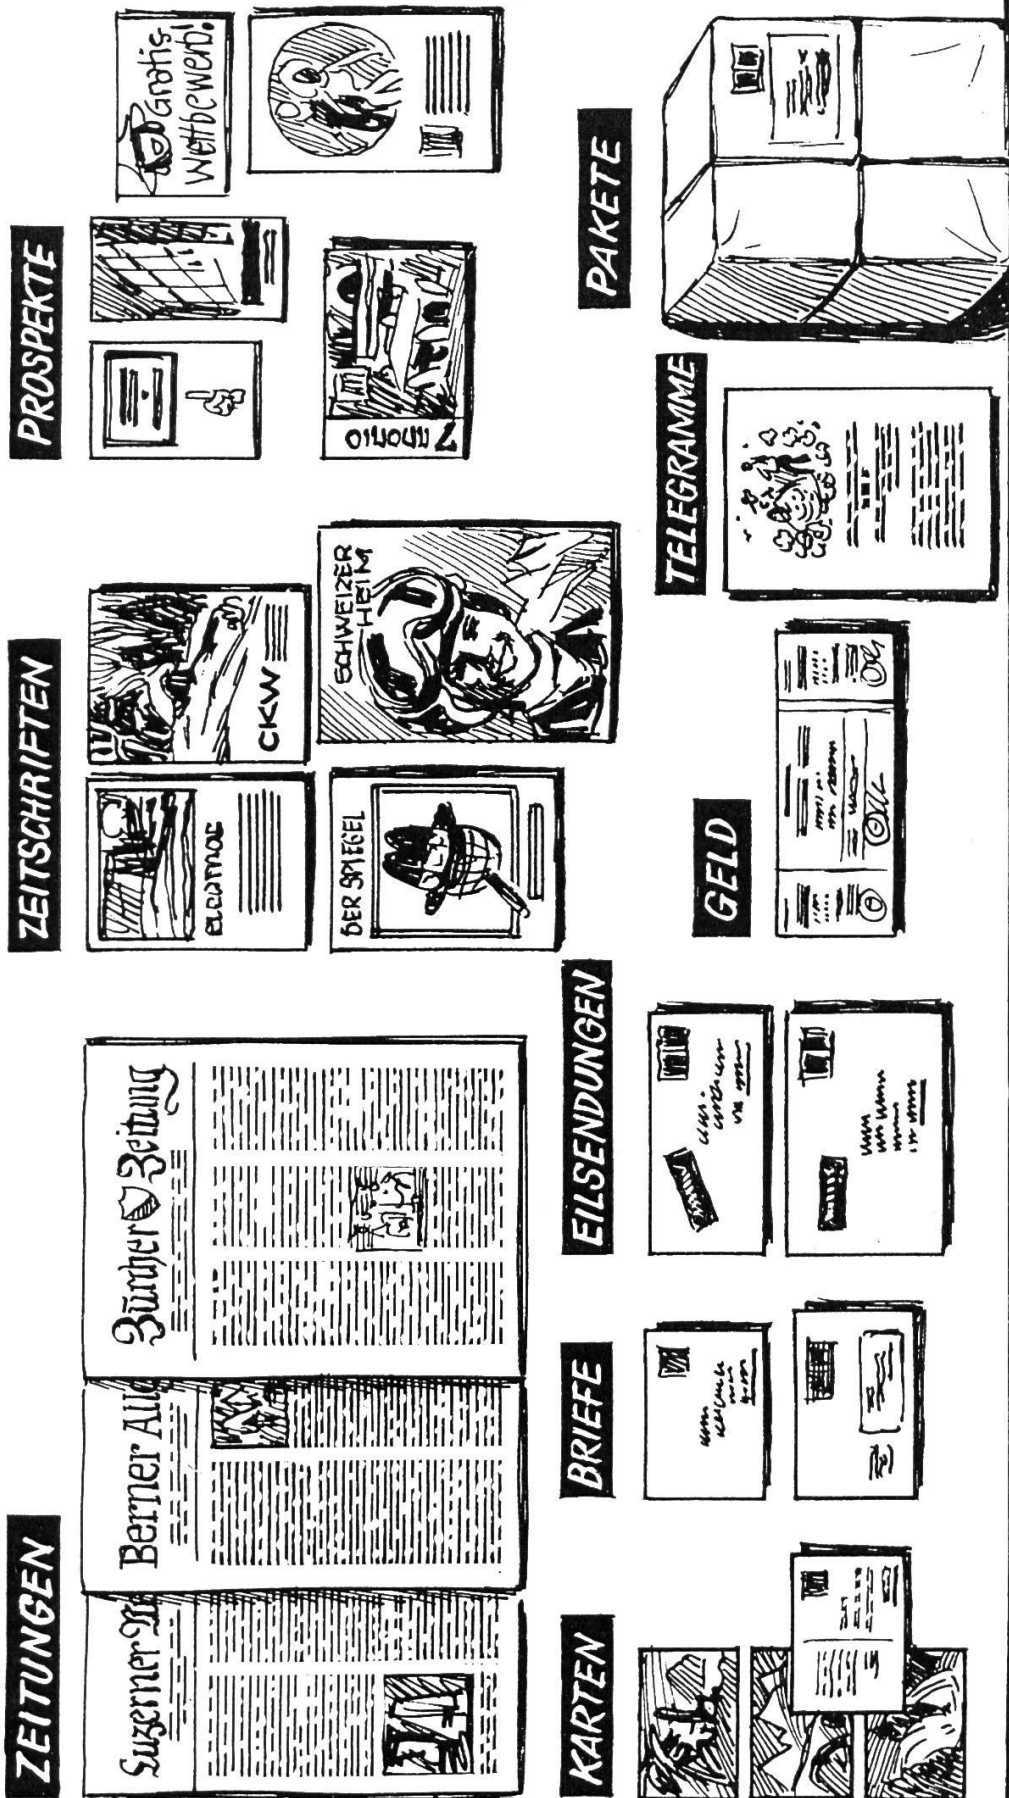 ZEITUNGEN
ZEITSCHRIFTEN
PROSPEKTE
Luzerner
Berner
Zürcher Zeitung
CKW
DER SPIEGEL
SCHWEIZER
HEIM
Gratis
Wettbewerb!
KARTEN
BRIEFE
EILSENDUNGEN
GELD
TELEGRAMME
PAKETE